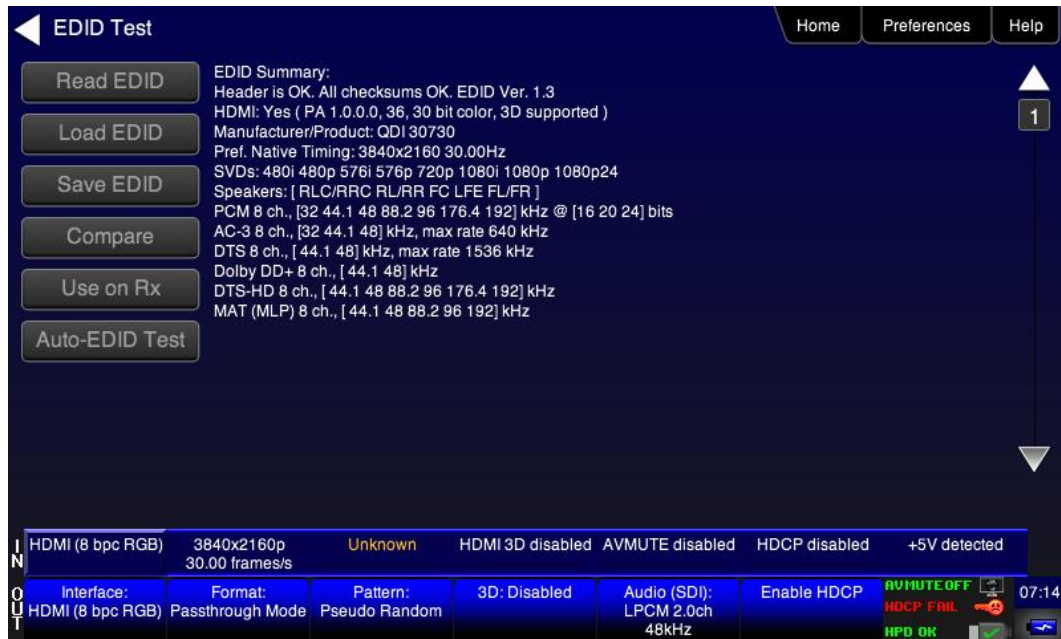 EDID Test
Home
Preferences
Help
Read EDID
Load EDID
Save EDID
Compare
Use on Rx
Auto-EDID Test
EDID Summary:
Header is OK. All checksums OK. EDID Ver. 1.3
HDMI: Yes ( PA 1.0.0.0, 36, 30 bit color, 3D supported )
Manufacturer/Product: QDI 30730
Pref. Native Timing: 3840x2160 30.00Hz
SVDs: 480i 480p 576i 576p 720p 1080i 1080p 1080p24
Speakers: [ RLC/RRC RL/RR FC LFE FL/FR ]
PCM 8 ch., [32 44.1 48 88.2 96 176.4 192] kHz @ [16 20 24] bits
AC-3 8 ch., [32 44.1 48] kHz, max rate 640 kHz
DTS 8 ch., [ 44.1 48] kHz, max rate 1536 kHz
Dolby DD+ 8 ch., [ 44.1 48] kHz
DTS-HD 8 ch., [ 44.1 48 88.2 96 176.4 192] kHz
MAT (MLP) 8 ch., [ 44.1 48 88.2 96 192] kHz
1
IN
HDMI (8 bpc RGB)
3840x2160p
30.00 frames/s
Unknown
HDMI 3D disabled
AVMUTE disabled
HDCP disabled
+5V detected
OUT
Interface:
HDMI (8 bpc RGB)
Format:
Passthrough Mode
Pattern:
Pseudo Random
3D: Disabled
Audio (SDI):
LPCM 2.0ch
48kHz
Enable HDCP
AVMUTE OFF
HDCP FAIL
HPD OK
07:14